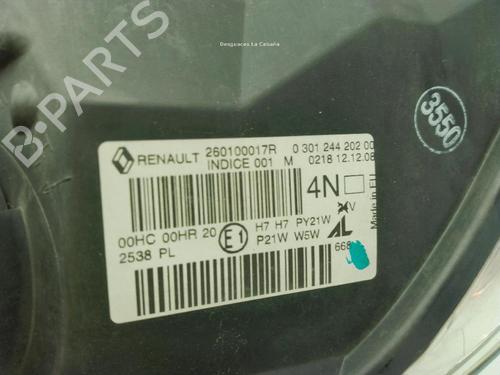 Desguaces La Cabaña
B-PARTS
3550
RENAULT 260100017R 0 301 244 202 00
INDICE 001 M 0218 12.12.08
4N
Made in EU
00HC 00HR 20 E1 H7 H7 PY21W V
2538 PL P21W W5W AL
668